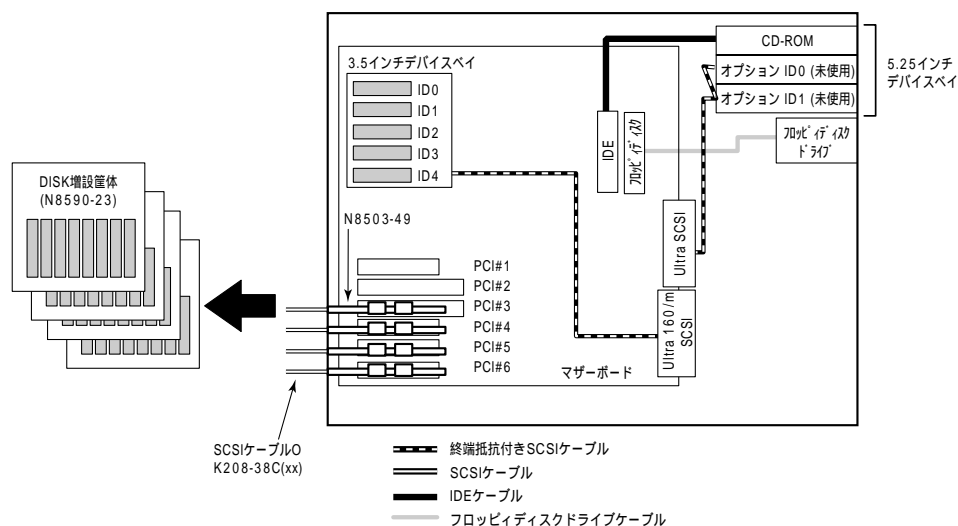 CD-ROM
オプション ID0 (未使用)
オプション ID1 (未使用)
5.25インチ
デバイスベイ
フロッピィディスク
ドライブ
3.5インチデバイスベイ
ID0
ID1
ID2
ID3
ID4
IDE
フロッピィディスク
DISK増設筐体
(N8590-23)
N8503-49
PCI#1
PCI#2
PCI#3
PCI#4
PCI#5
PCI#6
Ultra SCSI
Ultra 160/m
SCSI
マザーボード
SCSIケーブルO
K208-38C(xx)
終端抵抗付きSCSIケーブル
SCSIケーブル
IDEケーブル
フロッピィディスクドライブケーブル